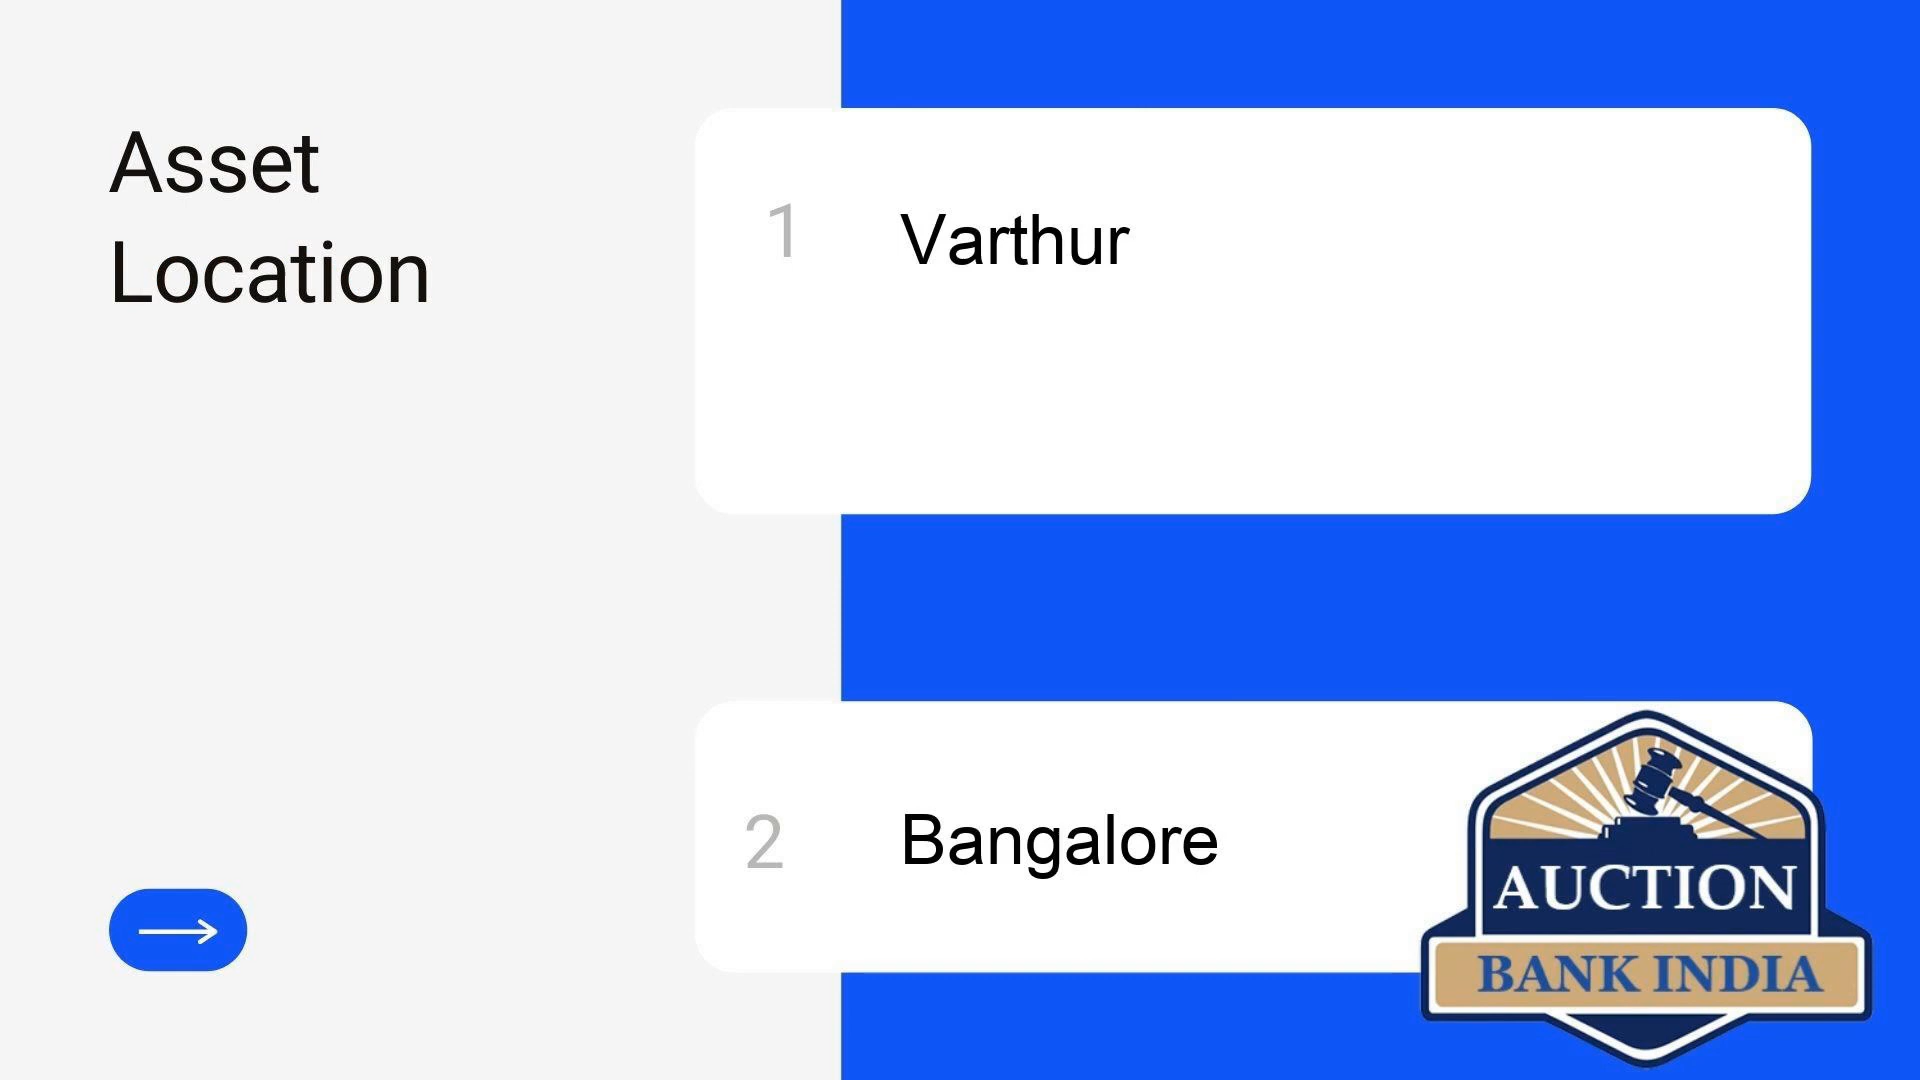 Asset
Location
1
Varthur
2
Bangalore
AUCTION
BANK INDIA